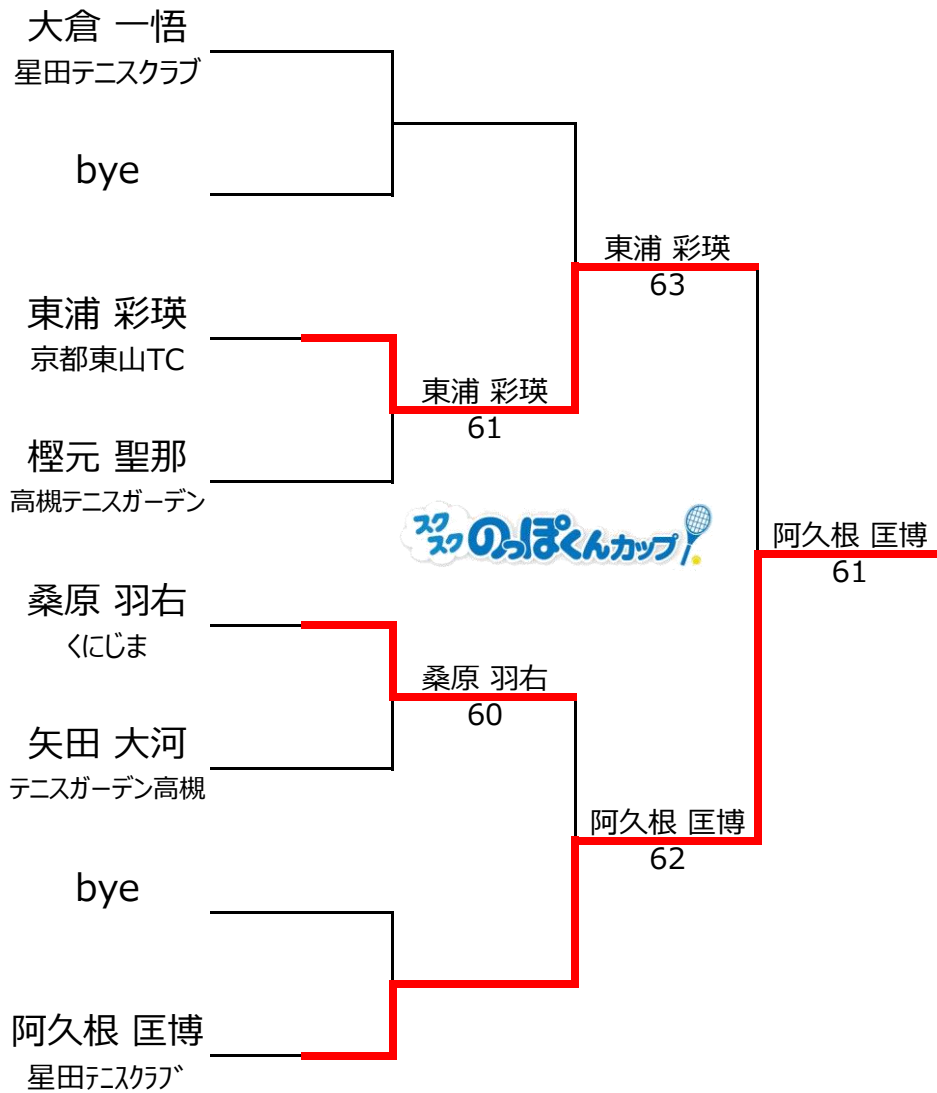 大倉 一悟
星田テニスクラブ
bye
東浦 彩瑛
63
東浦 彩瑛
京都東山TC
東浦 彩瑛
61
樫元 聖那
高槻テニスガーデン
スク
スク のっぽくんカップ
阿久根 匡博
61
桑原 羽右
くにじま
桑原 羽右
60
矢田 大河
テニスガーデン高槻
阿久根 匡博
62
bye
阿久根 匡博
星田ﾃﾆｽｸﾗﾌﾞ